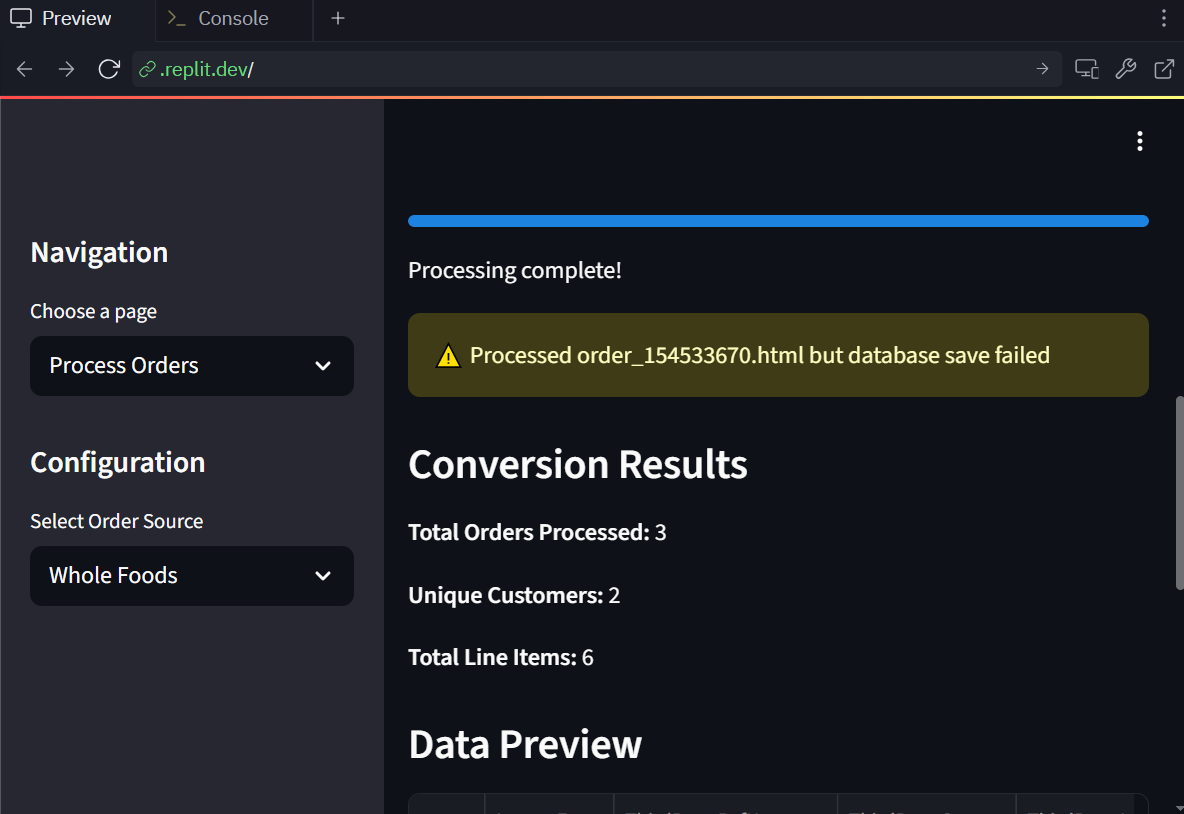 Preview
Console
.replit.dev/
Navigation
Choose a page
Process Orders
Configuration
Select Order Source
Whole Foods
Processing complete!
Processed order_154533670.html but database save failed
Conversion Results
Total Orders Processed: 3
Unique Customers: 2
Total Line Items: 6
Data Preview